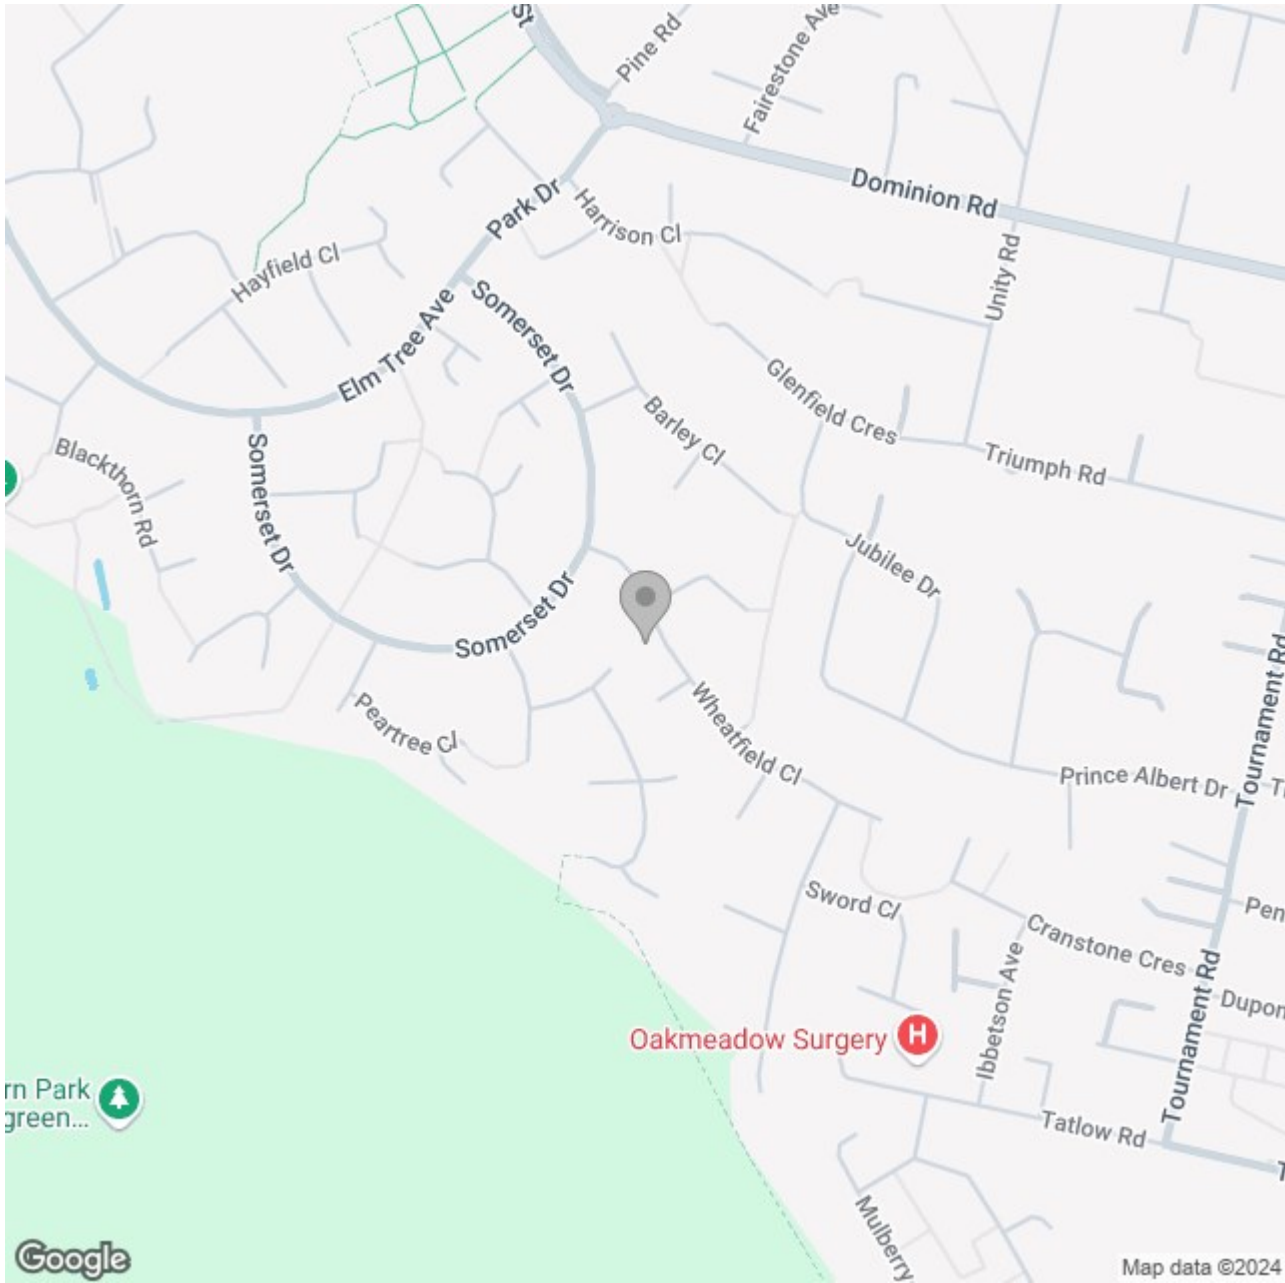 St
Pine Rd
Fairestone Ave
Dominion Rd
Park Dr
Harrison Cl
Unity Rd
Hayfield Cl
Somerset Dr
Elm Tree Ave
Glenfield Cres
Barley Cl
Triumph Rd
Blackthorn Rd
Somerset Dr
Jubilee Dr
Somerset Dr
Tournament Rd
Wheatfield Cl
Peartree Cl
Prince Albert Dr
Sword Cl
Pen
Cranstone Cres
Ibbetson Ave
Tournament Rd
Dupon
Oakmeadow Surgery
H
rn Park
green...
Tatlow Rd
Mulberry
Google
Map data ©2024